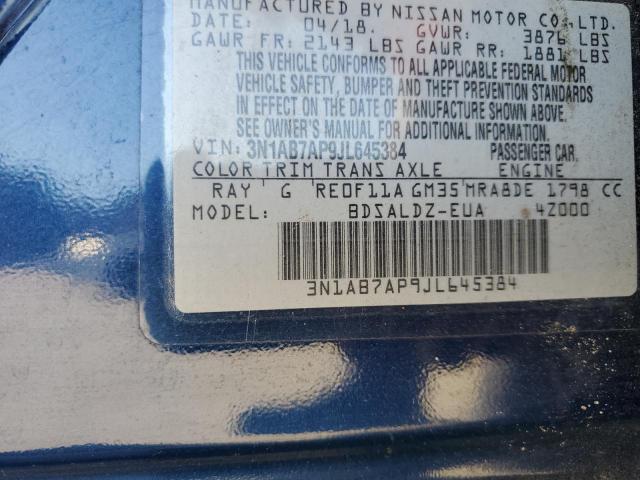 MANUFACTURED BY NISSAN MOTOR CO.,LTD.
DATE: 04/18. GVWR: 3876 LBS
GAWR FR: 2143 LBS GAWR RR: 1881 LBS
THIS VEHICLE CONFORMS TO ALL APPLICABLE FEDERAL MOTOR
VEHICLE SAFETY, BUMPER AND THEFT PREVENTION STANDARDS
IN EFFECT ON THE DATE OF MANUFACTURE SHOWN ABOVE.
SEE OWNER'S MANUAL FOR ADDITIONAL INFORMATION.
VIN: 3N1AB7AP9JL645384 PASSENGER CAR.
COLOR TRIM TRANS AXLE ENGINE
RAY G RE0F11A GM35 MRA8DE 1798 CC
MODEL: BDSALDZ-EUA 4Z000
3N1AB7AP9JL645384